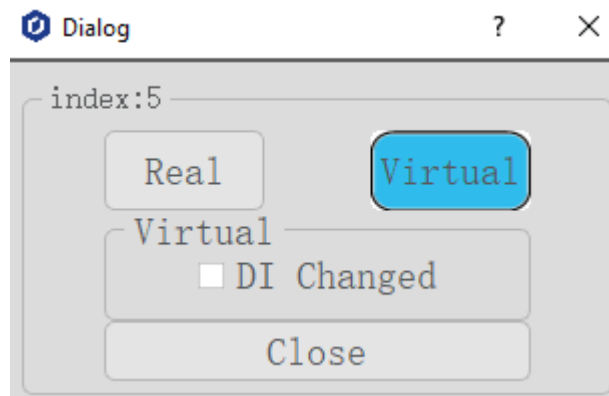 Dialog ? ×
index:5
Real Virtual
Virtual
DI Changed
Close